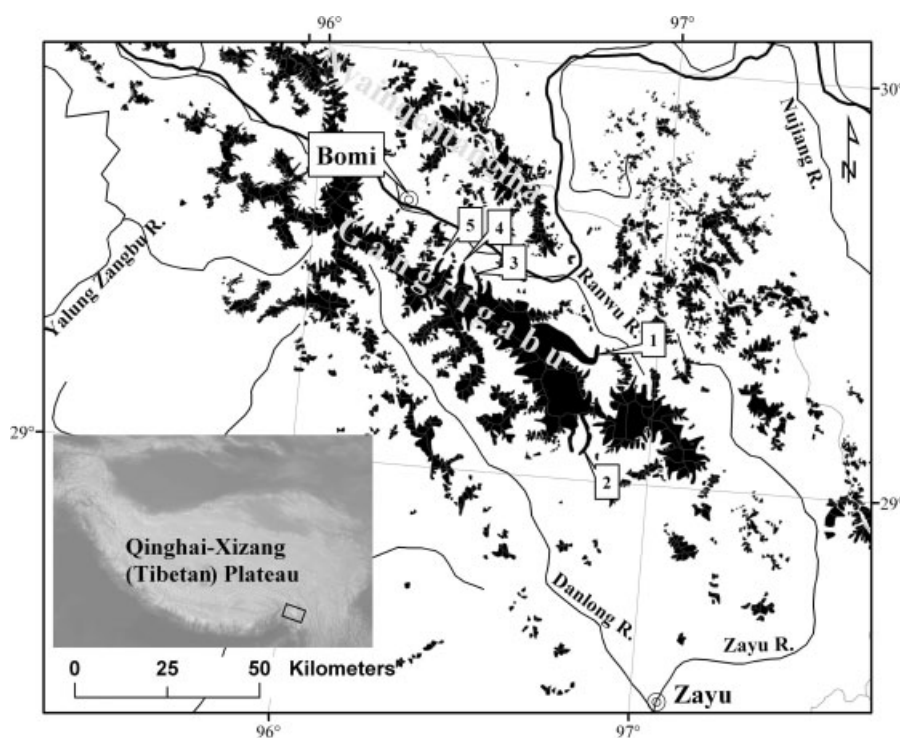 96°
97°
30°
Nyainqentanglha
Nujiang R.
N
Bomi
5
4
3
Gangrigabu
Yalung Zangbu R.
Ranwu R.
1
29°
2
29°
Qinghai-Xizang
(Tibetan) Plateau
Danlong R.
Zayu R.
0 25 50 Kilometers
Zayu
96°
97°